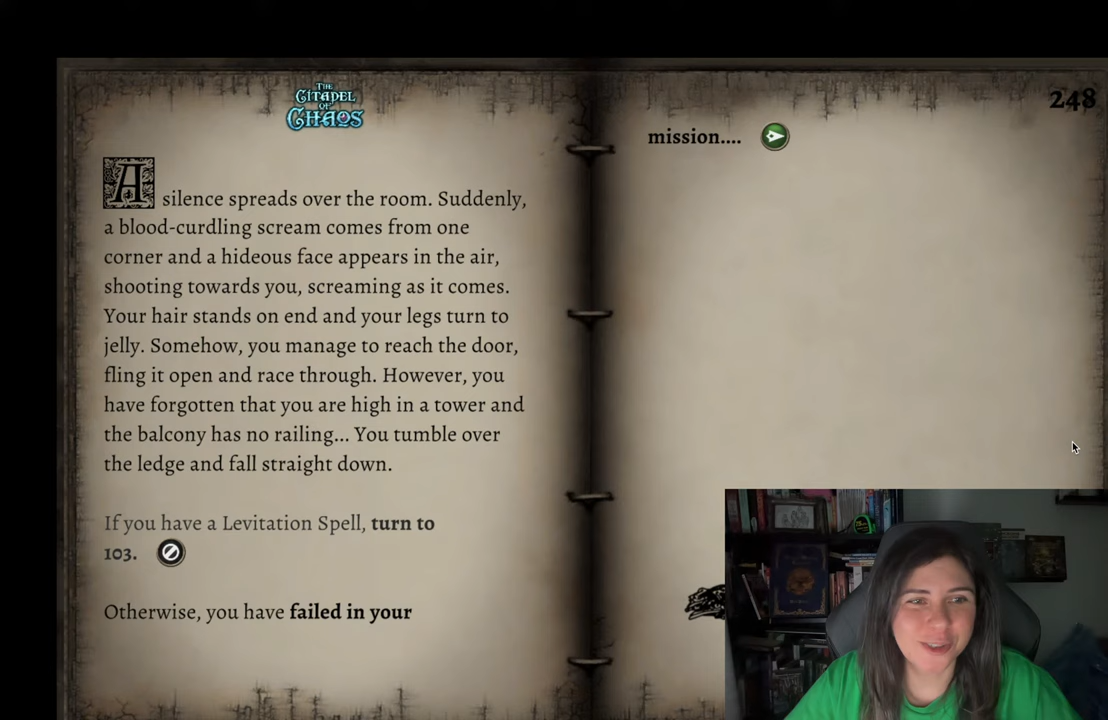 THE
CITADEL
OF
CHAOS
A silence spreads over the room. Suddenly,
a blood-curdling scream comes from one
corner and a hideous face appears in the air,
shooting towards you, screaming as it comes.
Your hair stands on end and your legs turn to
jelly. Somehow, you manage to reach the door,
fling it open and race through. However, you
have forgotten that you are high in a tower and
the balcony has no railing... You tumble over
the ledge and fall straight down.
If you have a Levitation Spell, turn to
103.
Otherwise, you have failed in your
248
mission....